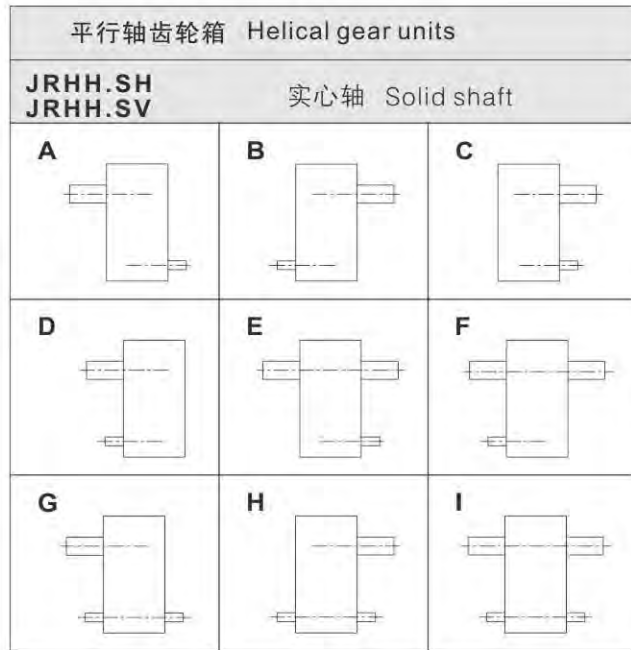 平行轴齿轮箱 Helical gear units
JRHH.SH
JRHH.SV
实心轴 Solid shaft
A B C
D E F
G H I